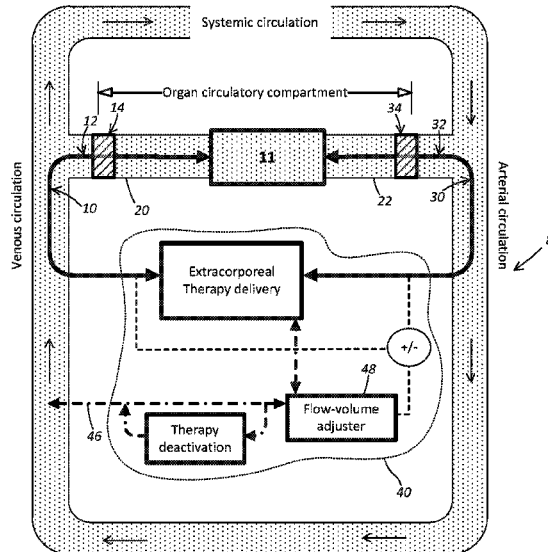 Systemic circulation
Organ circulatory compartment
12
14
34
32
11
10
20
22
30
Venous circulation
Arterial circulation
Extracorporeal
Therapy delivery
+/-
48
46
Flow-volume
adjuster
Therapy
deactivation
40